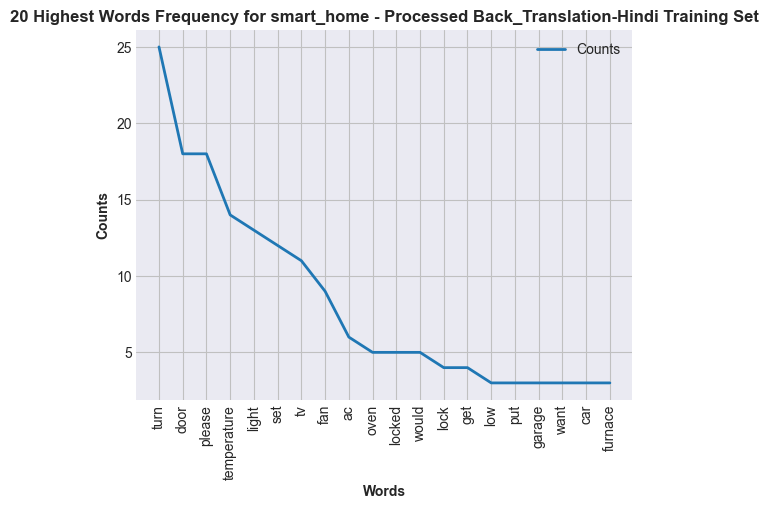 20 Highest Words Frequency for smart_home - Processed Back_Translation-Hindi Training Set
Counts
25
20
15
10
5
Counts
turn
door
please
temperature
light
set
tv
fan
ac
oven
locked
would
lock
get
low
put
garage
want
car
furnace
Words